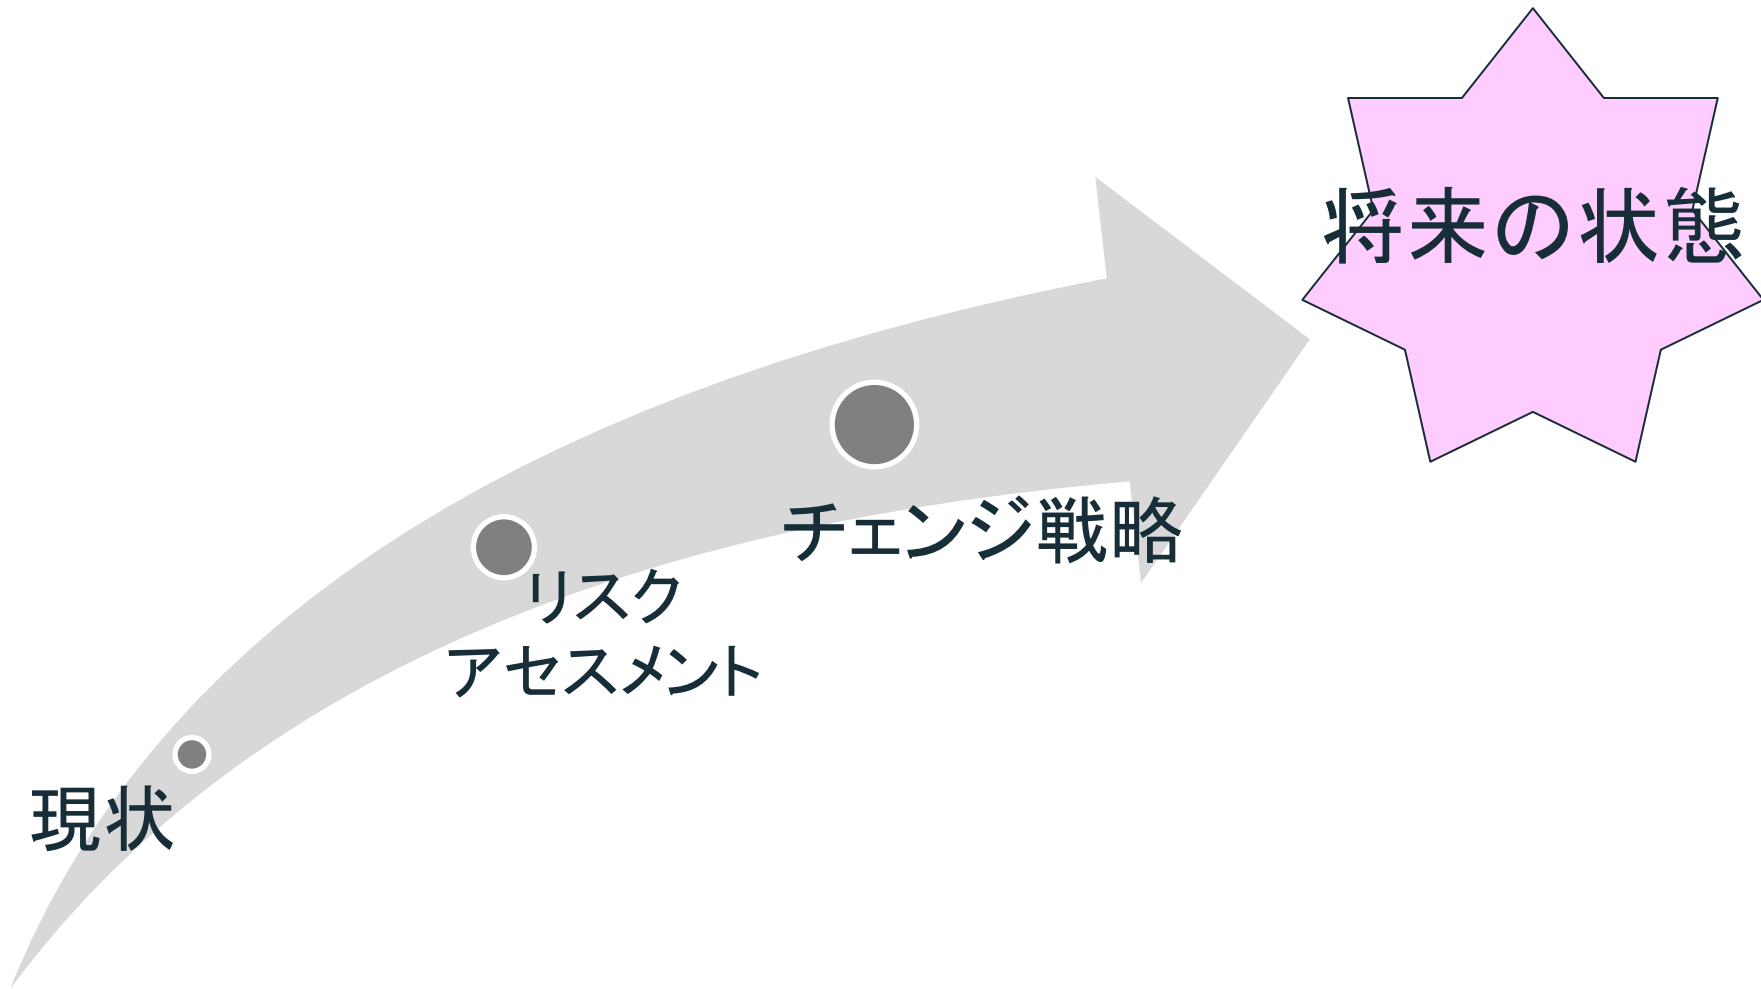 将来の状態
チェンジ戦略
リスク
アセスメント
現状